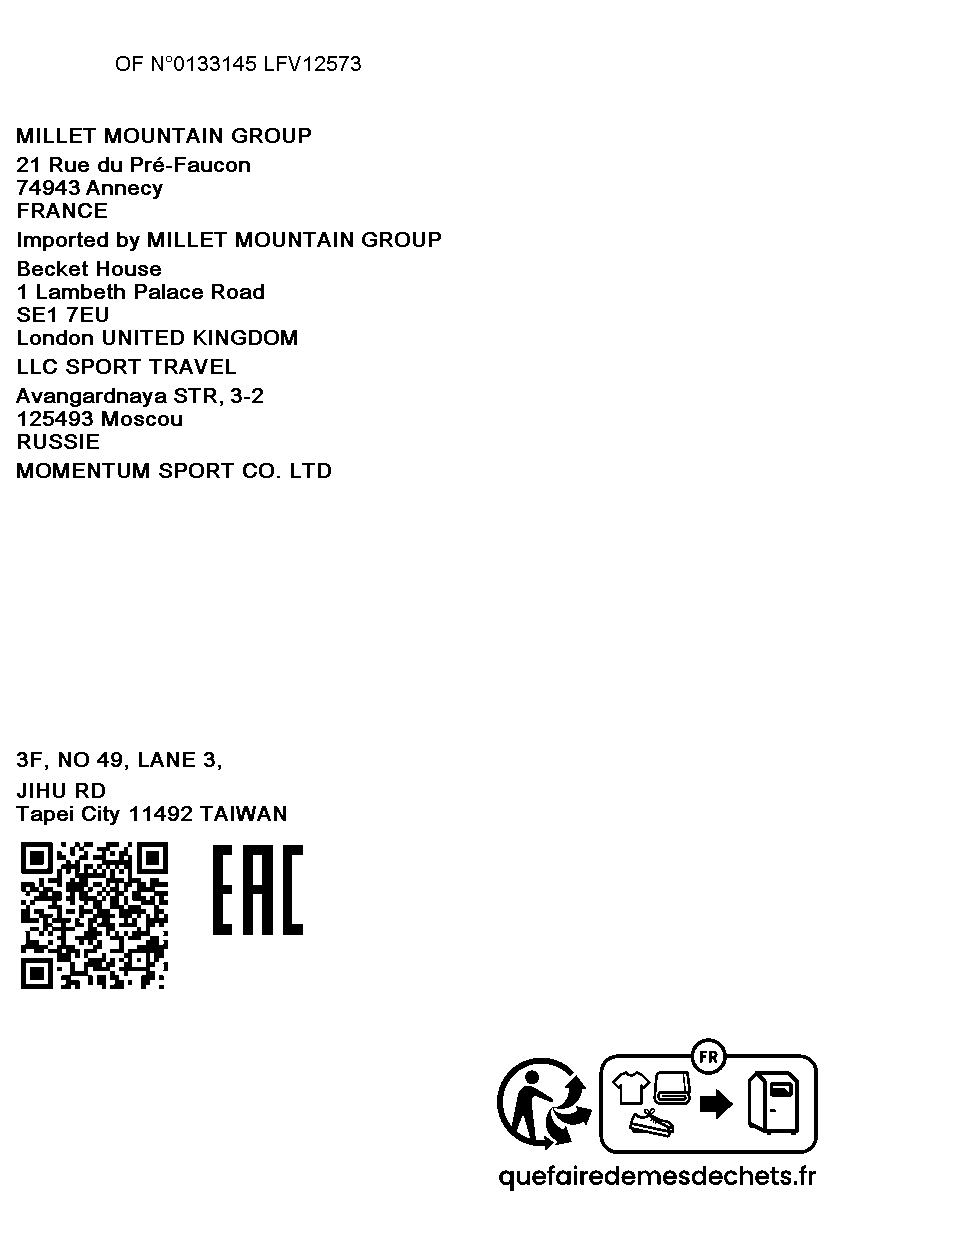 OF N°0133145 LFV12573
MILLET MOUNTAIN GROUP
21 Rue du Pré-Faucon
74943 Annecy
FRANCE
Imported by MILLET MOUNTAIN GROUP
Becket House
1 Lambeth Palace Road
SE1 7EU
London UNITED KINGDOM
LLC SPORT TRAVEL
Avangardnaya STR, 3-2
125493 Moscou
RUSSIE
MOMENTUM SPORT CO. LTD
3F, NO 49, LANE 3,
JIHU RD
Tapei City 11492 TAIWAN
EAC
FR
quefairedemesdechets.fr